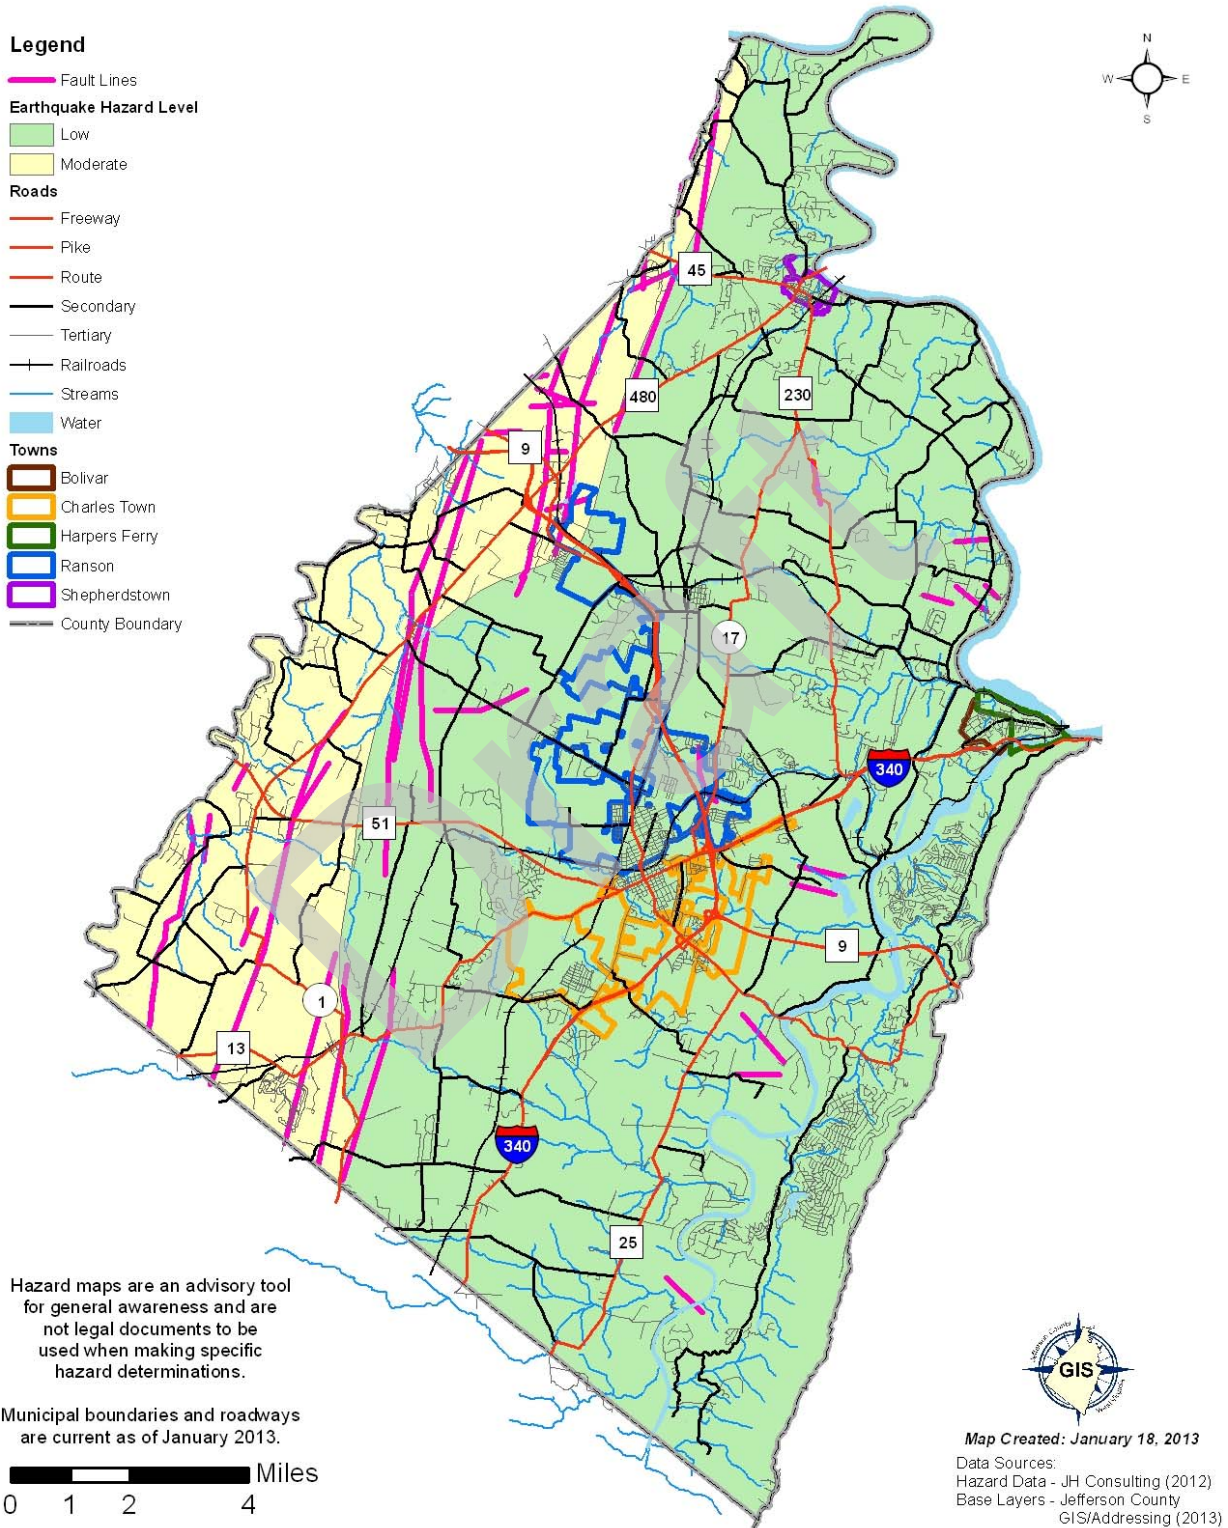 Legend
Fault Lines
Earthquake Hazard Level
Low
Moderate
Roads
Freeway
Pike
Route
Secondary
Tertiary
Railroads
Streams
Water
Towns
Bolivar
Charles Town
Harpers Ferry
Ranson
Shepherdstown
County Boundary
N
W E
S
45
480
230
9
17
340
51
9
1
13
340
25
Draft
Hazard maps are an advisory tool
for general awareness and are
not legal documents to be
used when making specific
hazard determinations.
Municipal boundaries and roadways
are current as of January 2013.
Miles
0 1 2 4
Jefferson County
GIS
West Virginia
Map Created: January 18, 2013
Data Sources:
Hazard Data - JH Consulting (2012)
Base Layers - Jefferson County
GIS/Addressing (2013)